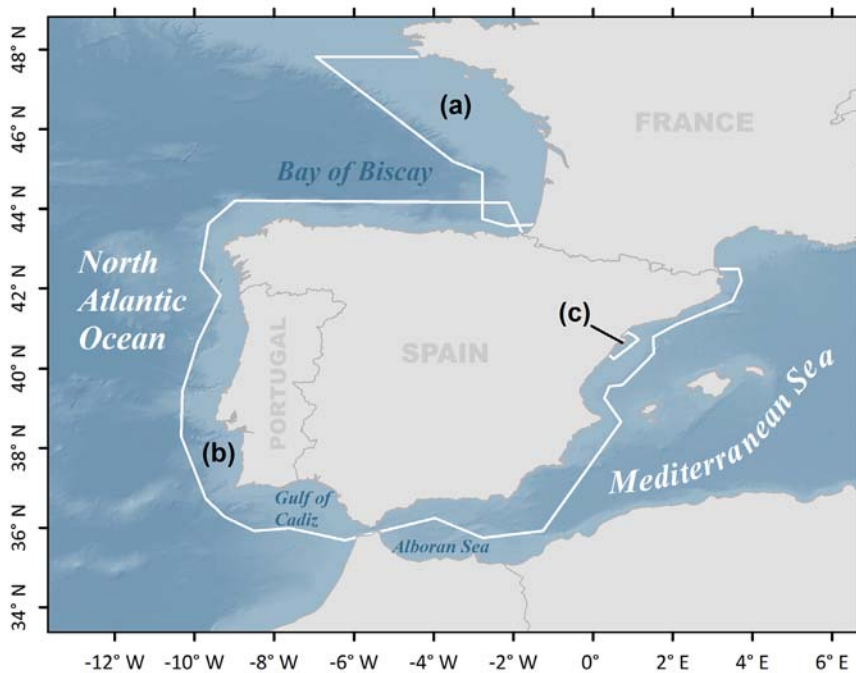 48° N
46° N
44° N
42° N
40° N
38° N
36° N
34° N
(a)
FRANCE
Bay of Biscay
North
Atlantic
Ocean
(c)
PORTUGAL
SPAIN
Mediterranean Sea
(b)
Gulf of
Cadiz
Alboran Sea
-12° W
-10° W
-8° W
-6° W
-4° W
-2° W
0°
2° E
4° E
6° E